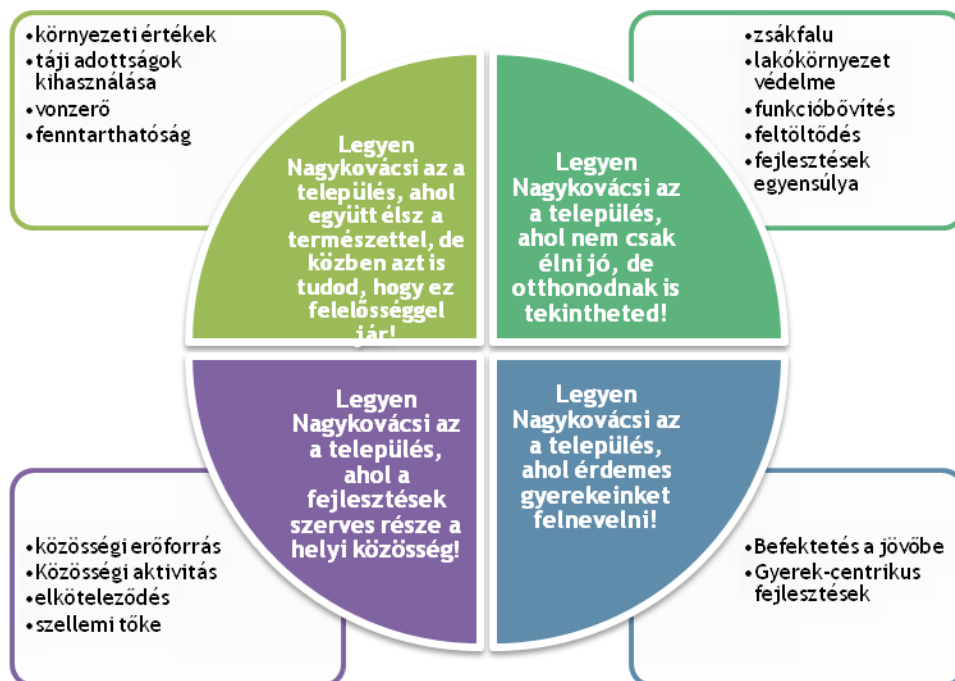 •környezeti értékek
•táji adottságok
kihasználása
•vonzerő
•fenntarthatóság
Legyen
Nagykovácsi az a
település, ahol
együtt élsz a
természettel, de
közben azt is
tudod, hogy ez
felelősséggel
jár!
•zsákfalu
•lakókörnyezet
védelme
•funkcióbővítés
•feltöltődés
•fejlesztések
egyensúlya
Legyen
Nagykovácsi az
a település,
ahol nem csak
élni jó, de
otthonodnak is
tekintheted!
•közösségi erőforrás
•Közösségi aktivitás
•elköteleződés
•szellemi tőke
Legyen
Nagykovácsi az
a település,
ahol a
fejlesztések
szerves része a
helyi közösség!
Legyen
Nagykovácsi az
a település,
ahol érdemes
gyerekeinket
felnevelni!
•Befektetés a jövőbe
•Gyerek-centrikus
fejlesztések